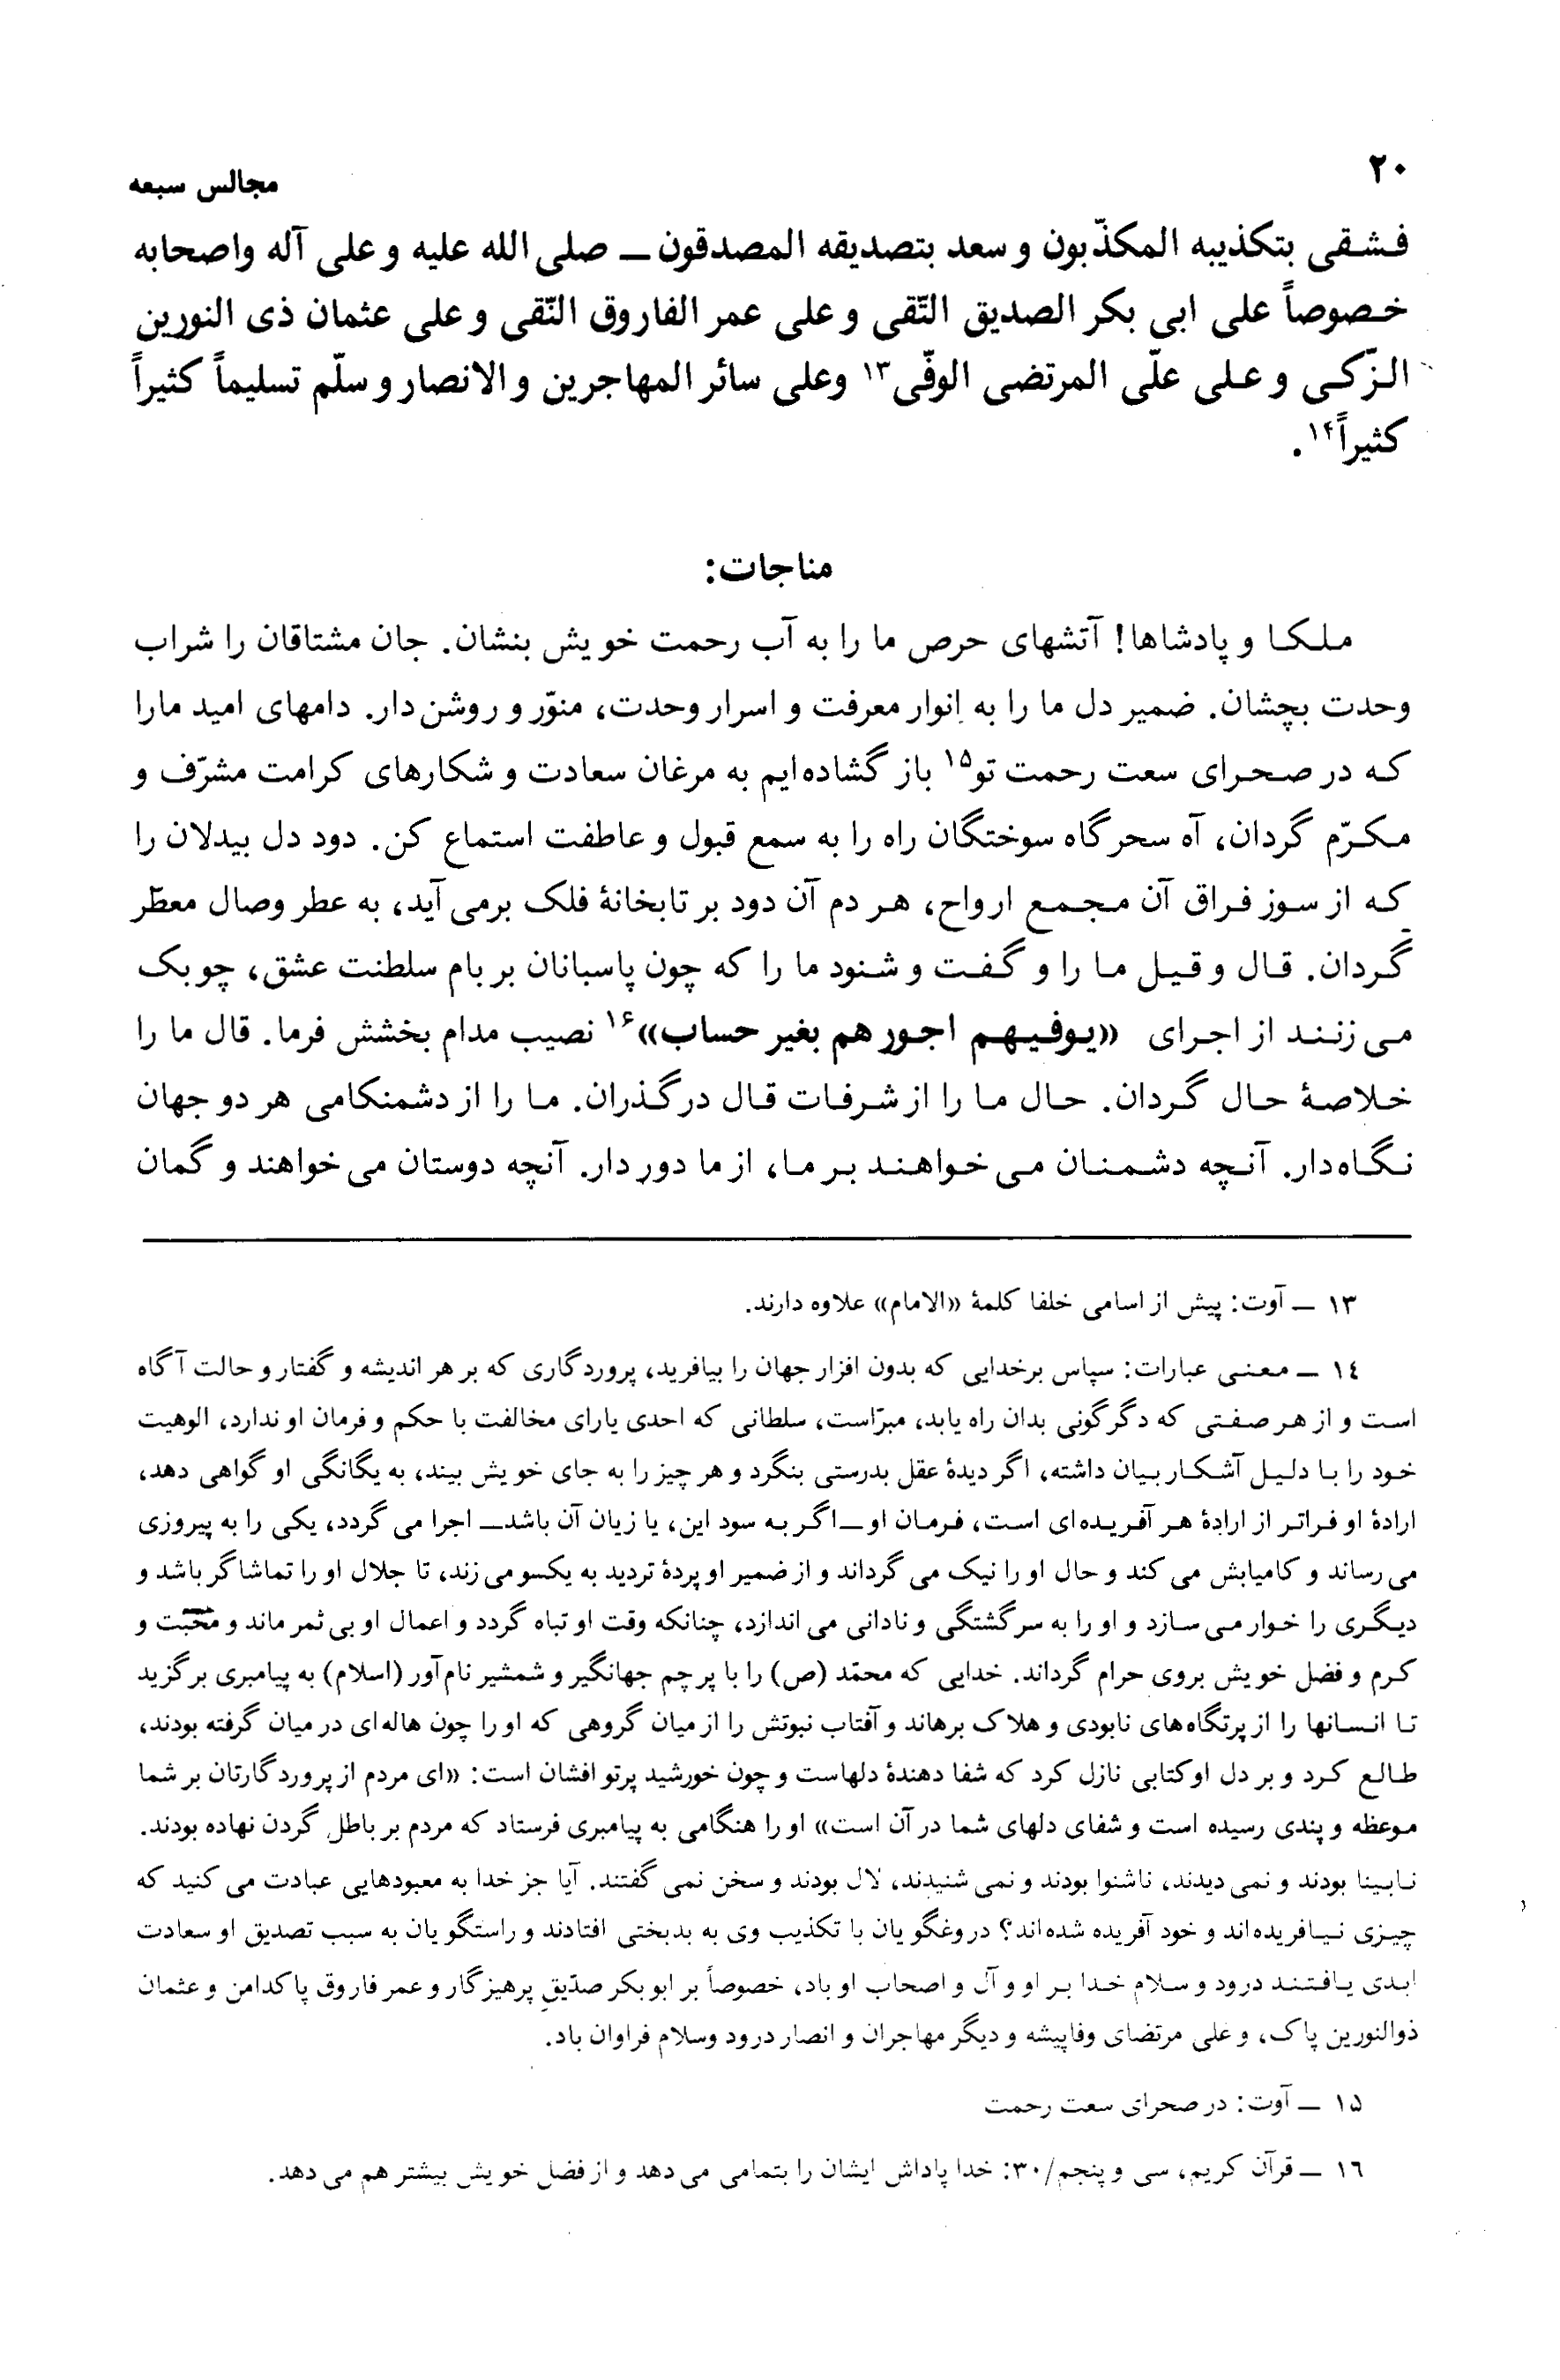 ۲۰
مجالس سبعه
فشقی بتکذیبه المکذّبون و سعد بتصدیقه المصدقون ــ صلی الله علیه و علی آله واصحابه
خصوصاً علی ابی بکر الصدیق التّقی و علی عمر الفاروق النّقی و علی عثمان ذی النورین
الزّکی و علی علّی المرتضی الوفّی۱۳ وعلی سائر المهاجرین و الانصار و سلّم تسلیماً کثیراً
کثیراً۱۴.
مناجات:
ملکا و پادشاها! آتشهای حرص ما را به آب رحمت خویش بنشان. جان مشتاقان را شراب
وحدت بچشان. ضمیر دل ما را به انوار معرفت و اسرار وحدت، منوّر و روشن دار. دامهای امید مارا
که در صحرای سعت رحمت تو۱۵ باز گشاده‌ایم به مرغان سعادت و شکارهای کرامت مشرّف و
مکرّم گردان، آه سحرگاه سوختگان راه را به سمع قبول و عاطفت استماع کن. دود دل بیدلان را
که از سوز فراق آن مجمع ارواح، هر دم آن دود بر تابخانهٔ فلک برمی آید، به عطر وصال معطّر
گردان. قال و قیل ما را و گفت و شنود ما را که چون پاسبانان بر بام سلطنت عشق، چوبک
می زنند از اجرای «یوفیهم اجورهم بغیر حساب»۱۶ نصیب مدام بخشش فرما. قال ما را
خلاصهٔ حال گردان. حال ما را از شرفات قال درگذران. ما را از دشمنکامی هر دو جهان
نگاه‌دار. آنچه دشمنان می خواهند بر ما، از ما دور دار. آنچه دوستان می خواهند و گمان
۱۳ ــ آوت: پیش از اسامی خلفا کلمهٔ «الامام» علاوه دارند.
١٤ ــ معنی عبارات: سپاس برخدایی که بدون افزار جهان را بیافرید، پروردگاری که بر هر اندیشه و گفتار و حالت آگاه
است و از هر صفتی که دگرگونی بدان راه یابد، مبرّاست، سلطانی که احدی یارای مخالفت با حکم و فرمان او ندارد، الوهیت
خود را با دلیل آشکار بیان داشته، اگر دیدهٔ عقل بدرستی بنگرد و هر چیز را به جای خویش بیند، به یگانگی او گواهی دهد،
ارادهٔ او فراتر از ارادهٔ هر آفریده‌ای است، فرمان او ــ اگر به سود این، یا زیان آن باشد ــ اجرا می گردد، یکی را به پیروزی
می رساند و کامیابش می کند و حال او را نیک می گرداند و از ضمیر او پردهٔ تردید به یکسو می زند، تا جلال او را تماشاگر باشد و
دیگری را خوار می سازد و او را به سرگشتگی و نادانی می اندازد، چنانکه وقت او تباه گردد و اعمال او بی ثمر ماند و محبّت و
کرم و فضل خویش بروی حرام گرداند. خدایی که محمّد (ص) را با پرچم جهانگیر و شمشیر نام‌آور (اسلام) به پیامبری برگزید
تا انسانها را از پرتگاه‌های نابودی و هلاک برهاند و آفتاب نبوتش را از میان گروهی که او را چون هاله‌ای در میان گرفته بودند،
طالع کرد و بر دل او کتابی نازل کرد که شفا دهندهٔ دلهاست و چون خورشید پرتو افشان است: «ای مردم از پروردگارتان بر شما
موعظه و پندی رسیده است و شفای دلهای شما در آن است» او را هنگامی به پیامبری فرستاد که مردم بر باطل گردن نهاده بودند.
نابینا بودند و نمی دیدند، ناشنوا بودند و نمی شنیدند، لال بودند و سخن نمی گفتند. آیا جز خدا به معبودهایی عبادت می کنید که
چیزی نیافریده‌اند و خود آفریده شده‌اند؟ دروغگویان با تکذیب وی به بدبختی افتادند و راستگویان به سبب تصدیق او سعادت
ابدی یافتند درود و سلام خدا بر او و آل و اصحاب او باد، خصوصاً بر ابوبکر صدّیقِ پرهیزگار و عمر فاروق پاکدامن و عثمان
ذوالنورین پاک، و علی مرتضای وفاپیشه و دیگر مهاجران و انصار درود وسلام فراوان باد.
۱۵ ــ آوت: در صحرای سعت رحمت
١٦ ــ قرآن کریم، سی و پنجم/۳۰: خدا پاداش ایشان را بتمامی می دهد و از فضل خویش بیشتر هم می دهد.